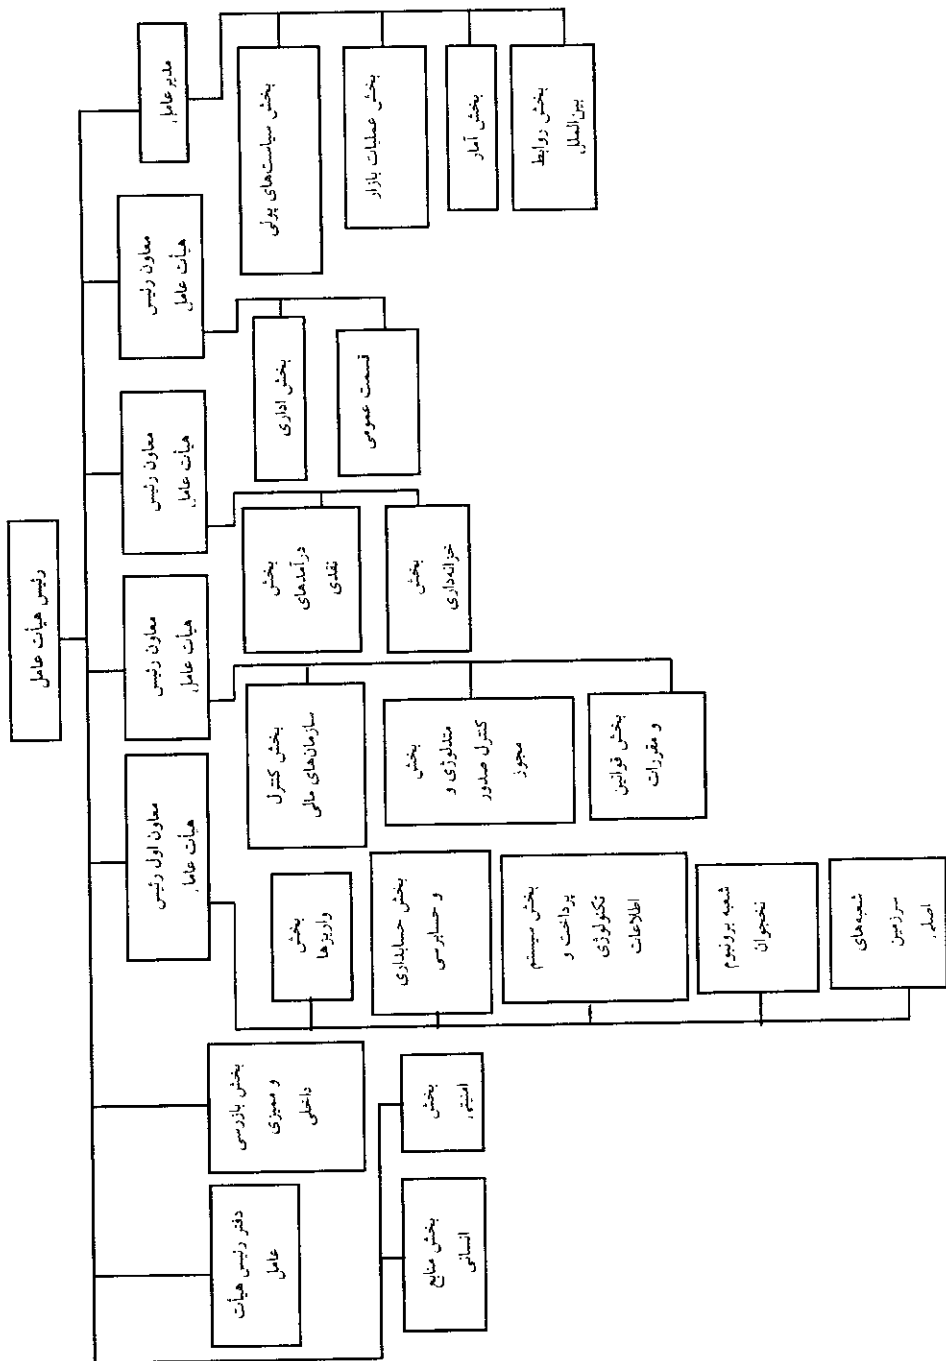 رئیس هیأت عامل
مدیر عامل
معاون رئیس
هیأت عامل
معاون رئیس
هیأت عامل
معاون رئیس
هیأت عامل
معاون اول رئیس
هیأت عامل
بخش سیاست‌های پولی
بخش عملیات بازار
بخش آمار
بخش روابط
بین‌الملل
بخش اداری
قسمت عمومی
بخش
درآمدهای
نقدی
بخش
خزانه‌داری
بخش کنترل
سازمان‌های مالی
بخش
متدلوژی و
کنترل صدور
مجوز
بخش قوانین
و مقررات
بخش
واریزها
بخش حسابداری
و حسابرسی
بخش سیستم
پرداخت و
تکنولوژی
اطلاعات
شعبه برونبوم
نخجوان
شعبه‌های
سرزمین
اصلی
بخش بازرسی
و ممیزی
داخلی
دفتر رئیس هیأت
عامل
بخش
امنیتی
بخش منابع
انسانی